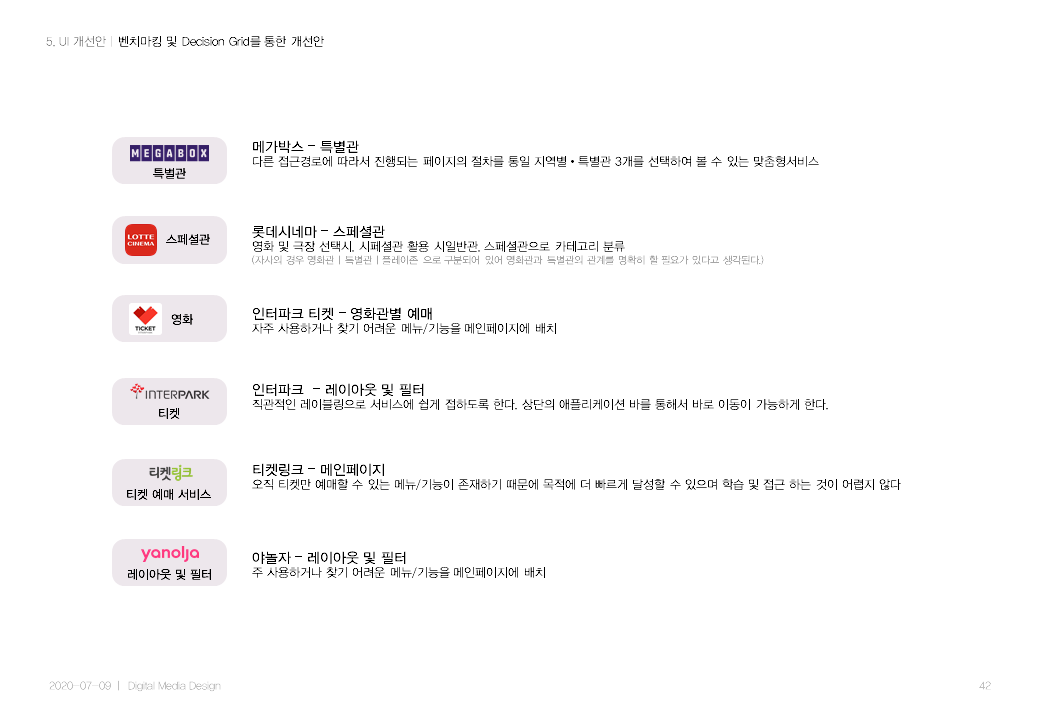 5. UI 개선안 | 벤치마킹 및 Decision Grid를 통한 개선안
MEGABOX
특별관
메가박스 – 특별관
다른 접근경로에 따라서 진행되는 페이지의 절차를 통일 지역별 • 특별관 3개를 선택하여 볼 수 있는 맞춤형서비스
LOTTE
CINEMA
스페셜관
롯데시네마 – 스페셜관
영화 및 극장 선택시, 시페셜관 활용 시일반관, 스페셜관으로 카테고리 분류
(자사의 경우 영화관 | 특별관 | 플레이존 으로 구분되어 있어 영화관과 특별관의 관계를 명확히 할 필요가 있다고 생각된다.)
TICKET
영화
인터파크 티켓 – 영화관별 예매
자주 사용하거나 찾기 어려운 메뉴/기능을 메인페이지에 배치
INTERPARK
티켓
인터파크 – 레이아웃 및 필터
직관적인 레이블링으로 서비스에 쉽게 접하도록 한다. 상단의 애플리케이션 바를 통해서 바로 이동이 가능하게 한다.
티켓링크
티켓 예매 서비스
티켓링크 – 메인페이지
오직 티켓만 예매할 수 있는 메뉴/기능이 존재하기 때문에 목적에 더 빠르게 달성할 수 있으며 학습 및 접근 하는 것이 어렵지 않다
yanolja
레이아웃 및 필터
야놀자 – 레이아웃 및 필터
주 사용하거나 찾기 어려운 메뉴/기능을 메인페이지에 배치
2020-07-09 | Digital Media Design
42